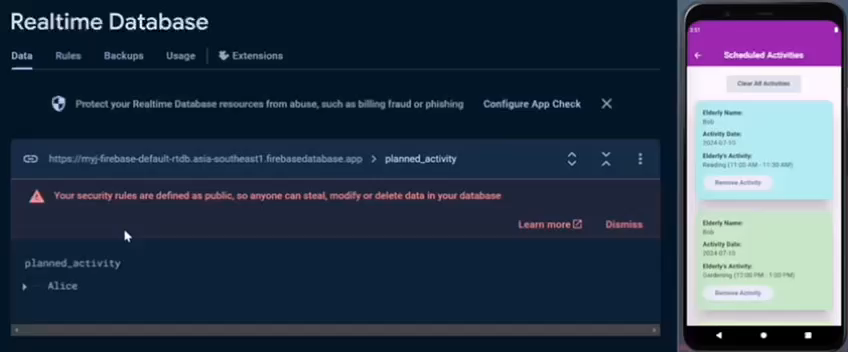 Realtime Database
Data Rules Backups Usage Extensions
Protect your Realtime Database resources from abuse, such as billing fraud or phishing Configure App Check
https://myj-firebase-default-rtdb.asia-southeast1.firebasedatabase.app > planned_activity
Your security rules are defined as public, so anyone can steal, modify or delete data in your database
Learn more Dismiss
planned_activity
Alice
Scheduled Activities
Clear All Activities
Elderly Name:
Bob
Activity Date:
2024-07-10
Elderly's Activity:
Reading (11:00 AM - 11:30 AM)
Remove Activity
Elderly Name:
Bob
Activity Date:
Elderly's Activity:
Gardening (12:00 PM - 1:00 PM)
Remove Activity